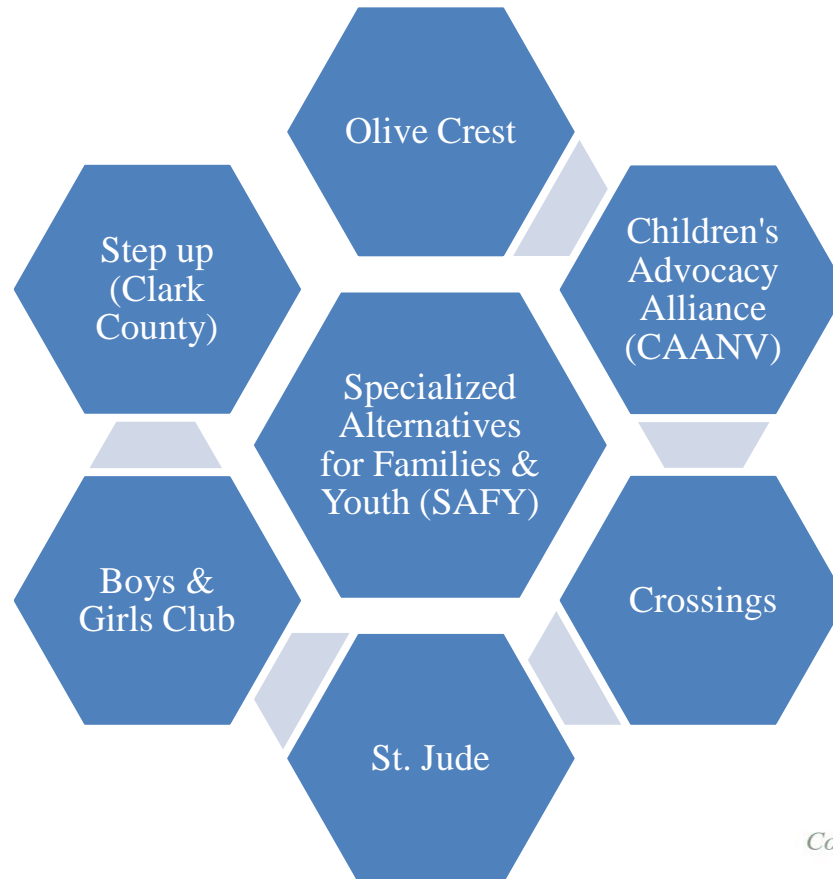 Olive Crest
Step up
(Clark
County)
Children's
Advocacy
Alliance
(CAANV)
Specialized
Alternatives
for Families &
Youth (SAFY)
Boys &
Girls Club
Crossings
St. Jude
Co